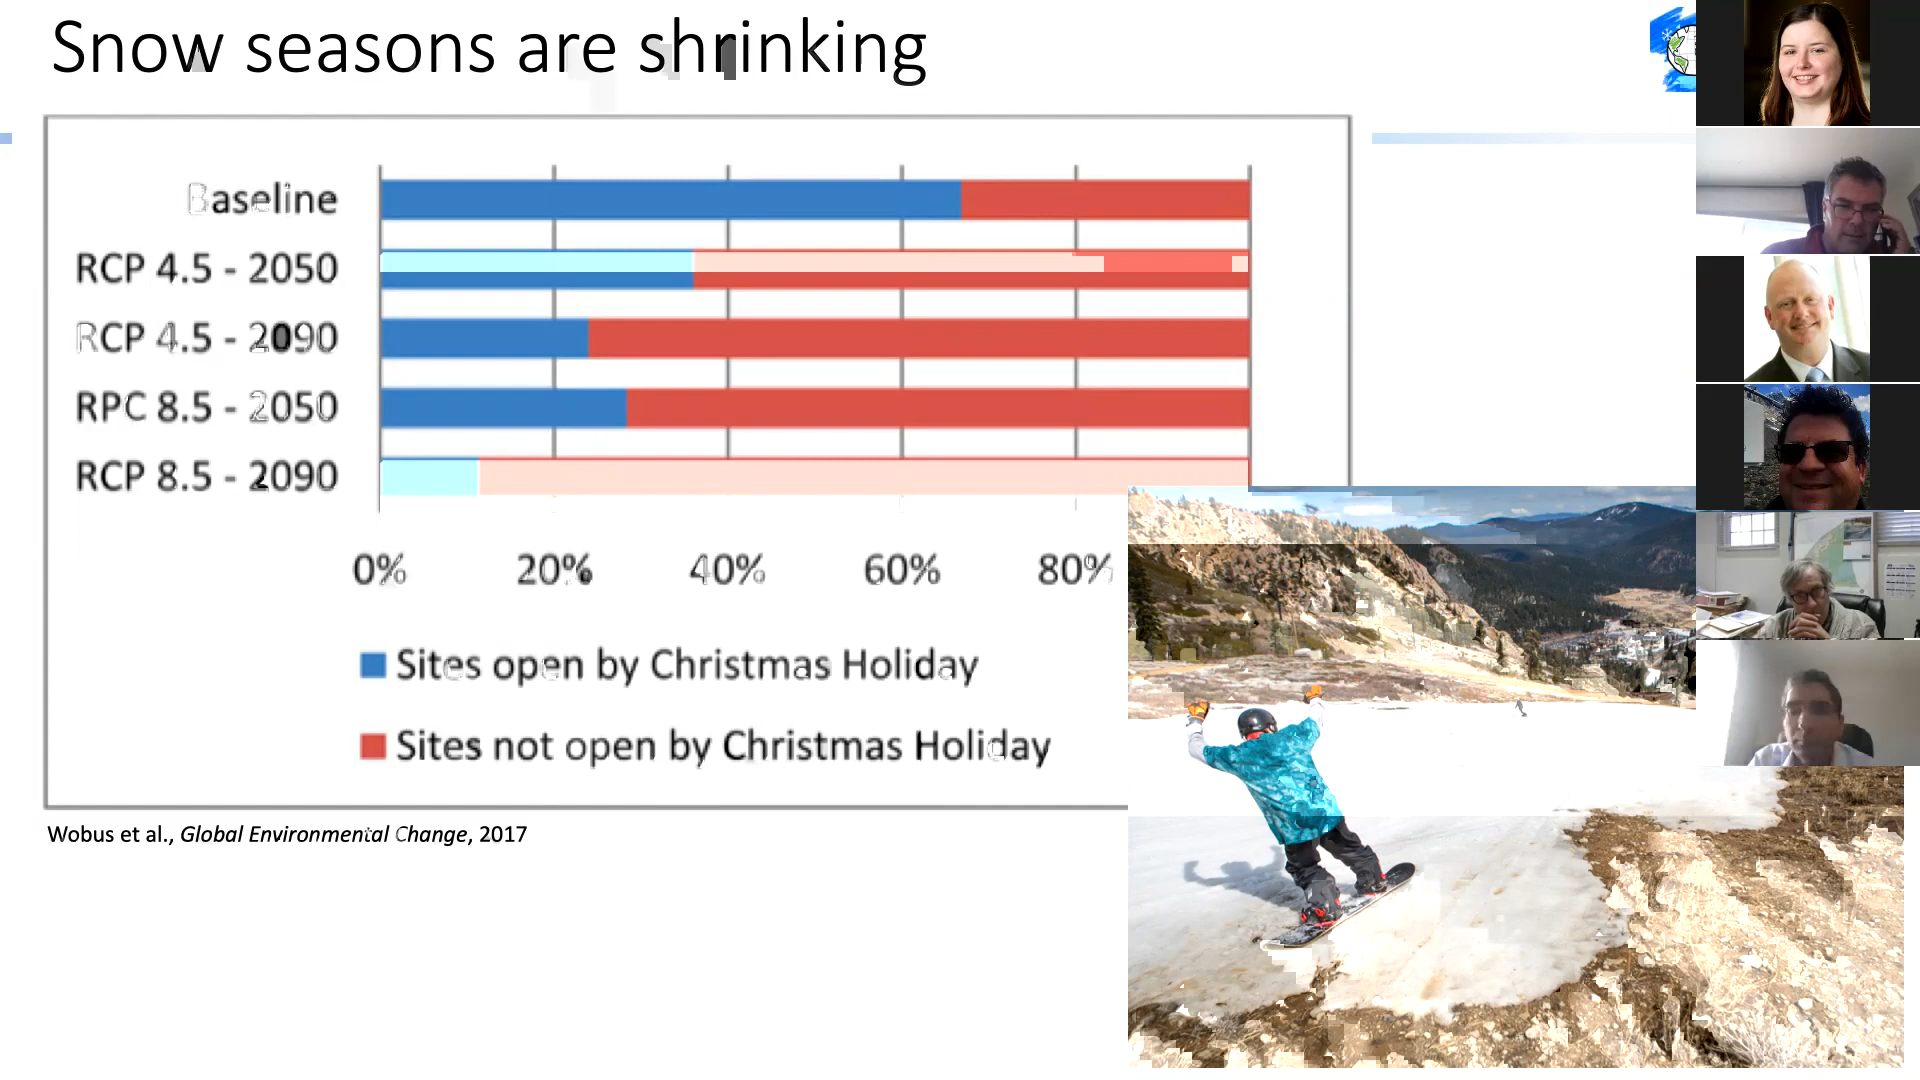 Snow seasons are shrinking
Baseline
RCP 4.5 - 2050
RCP 4.5 - 2090
RPC 8.5 - 2050
RCP 8.5 - 2090
0% 20% 40% 60% 80%
Sites open by Christmas Holiday
Sites not open by Christmas Holiday
Wobus et al., Global Environmental Change, 2017